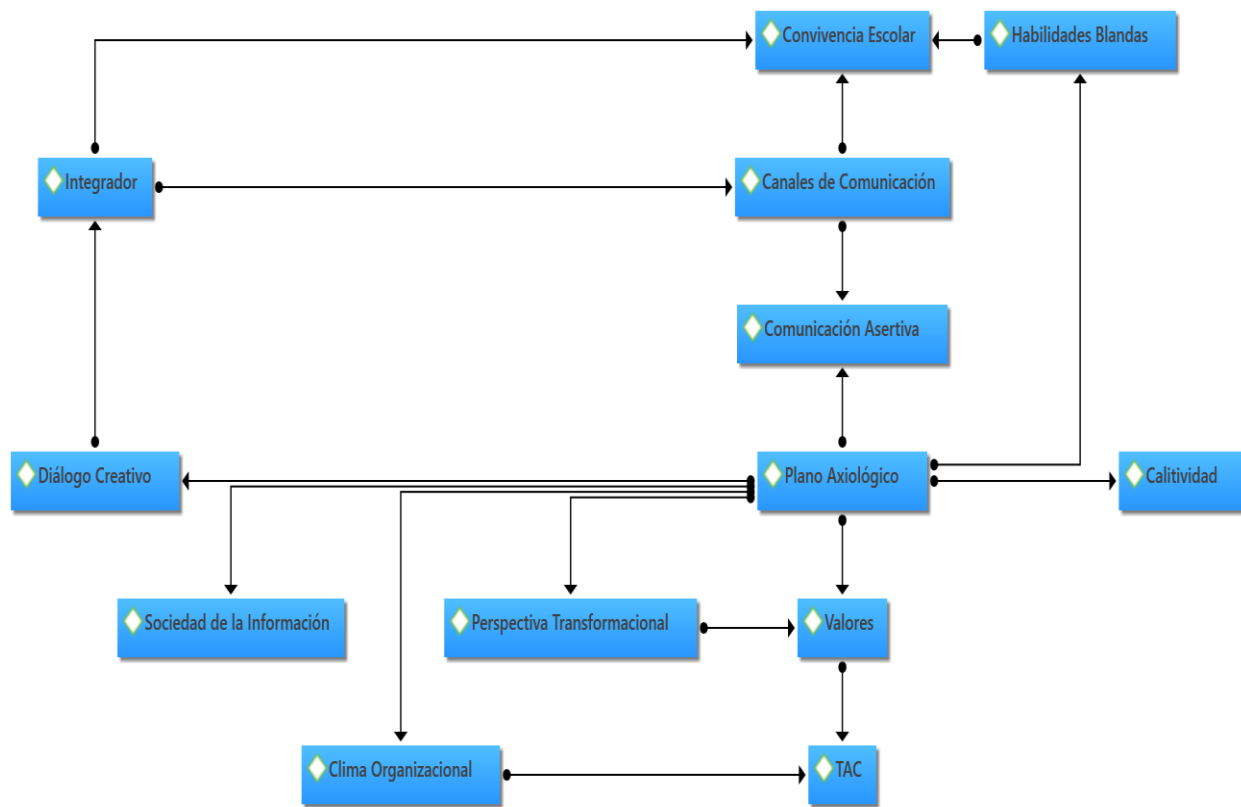 Convivencia Escolar
Habilidades Blandas
Integrador
Canales de Comunicación
Comunicación Asertiva
Diálogo Creativo
Plano Axiológico
Calitividad
Sociedad de la Información
Perspectiva Transformacional
Valores
Clima Organizacional
TAC